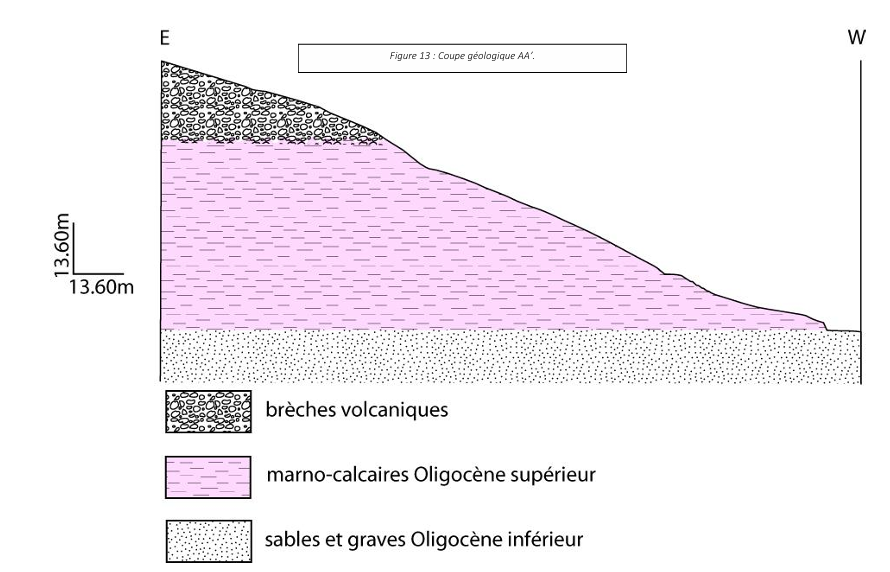 E
W
Figure 13 : Coupe géologique AA’.
13.60m
13.60m
brèches volcaniques
marno-calcaires Oligocène supérieur
sables et graves Oligocène inférieur